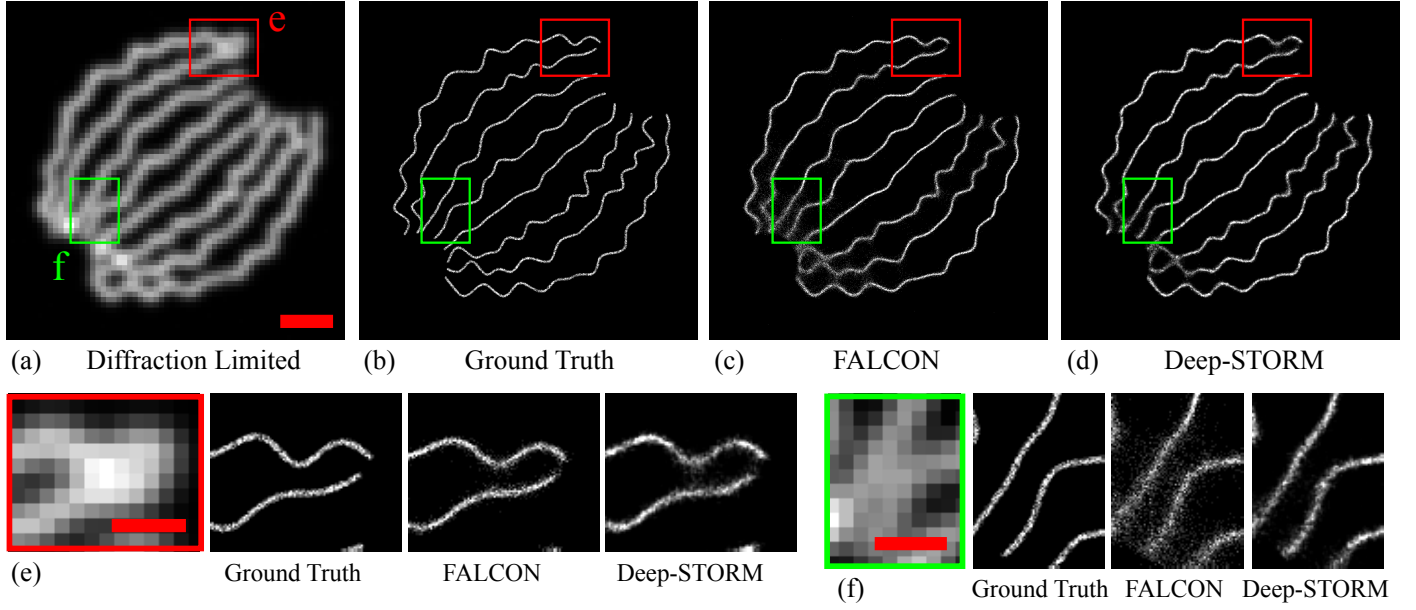 e
f
(a) Diffraction Limited
(b) Ground Truth
(c) FALCON
(d) Deep-STORM
(e) Ground Truth FALCON Deep-STORM
(f) Ground Truth FALCON Deep-STORM